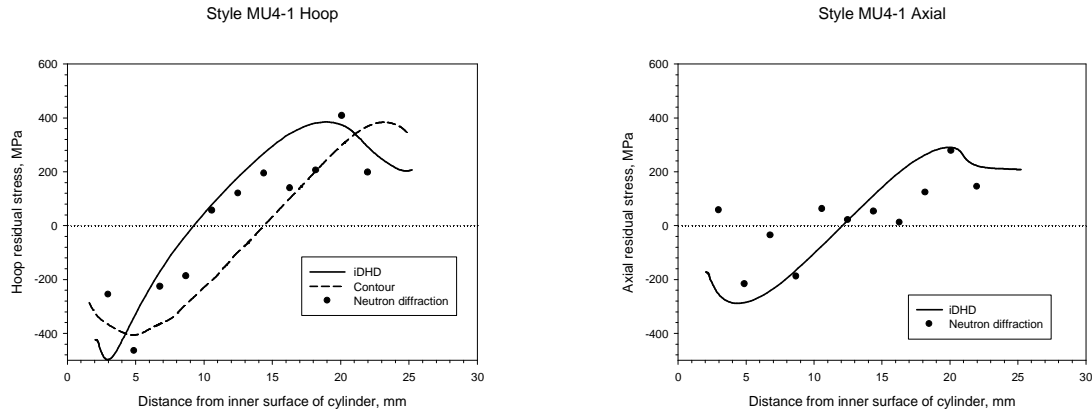 Style MU4-1 Hoop
Hoop residual stress, MPa
600
400
200
0
-200
-400
0 5 10 15 20 25 30
Distance from inner surface of cylinder, mm
iDHD
Contour
Neutron diffraction
Style MU4-1 Axial
Axial residual stress, MPa
600
400
200
0
-200
-400
0 5 10 15 20 25 30
Distance from inner surface of cylinder, mm
iDHD
Neutron diffraction